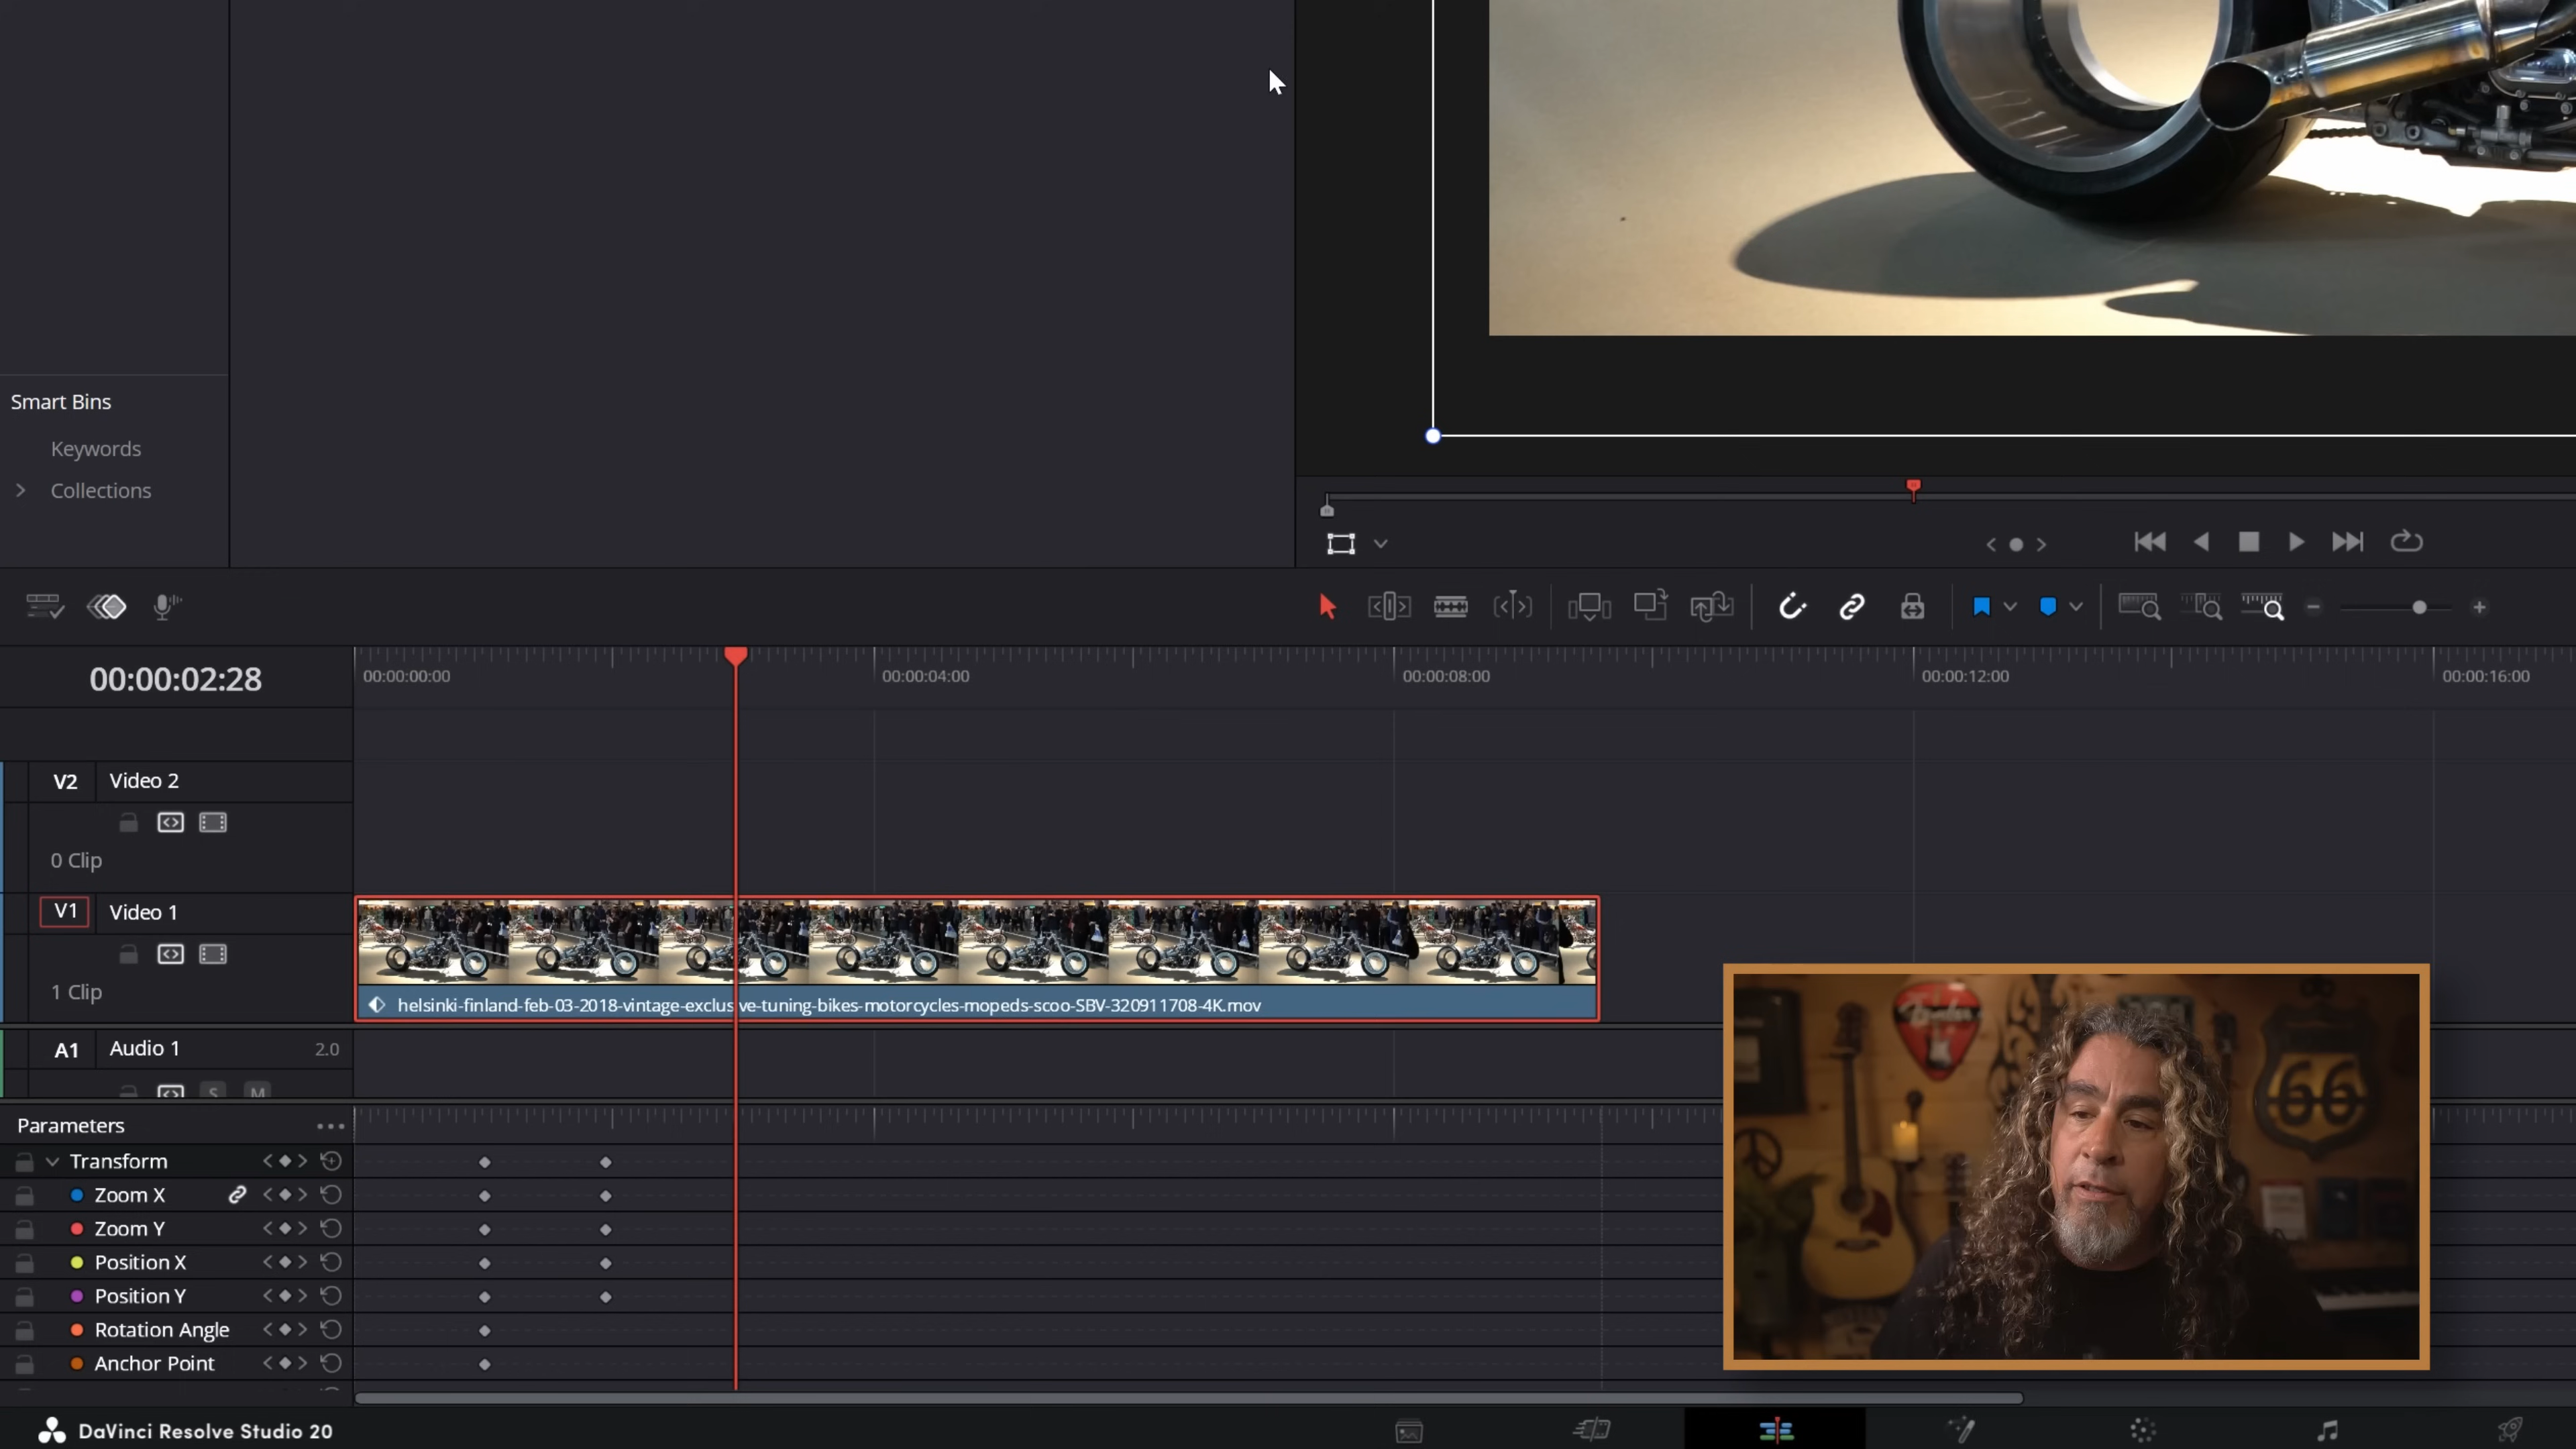 Smart Bins
Keywords
Collections
00:00:02:28
00:00:00:00
00:00:04:00
00:00:08:00
00:00:12:00
00:00:16:00
V2 Video 2
0 Clip
V1 Video 1
1 Clip
helsinki-finland-feb-03-2018-vintage-exclusive-tuning-bikes-motorcycles-mopeds-scoo-SBV-320911708-4K.mov
A1 Audio 1 2.0
S M
Parameters
Transform
Zoom X
Zoom Y
Position X
Position Y
Rotation Angle
Anchor Point
Fender
66
DaVinci Resolve Studio 20